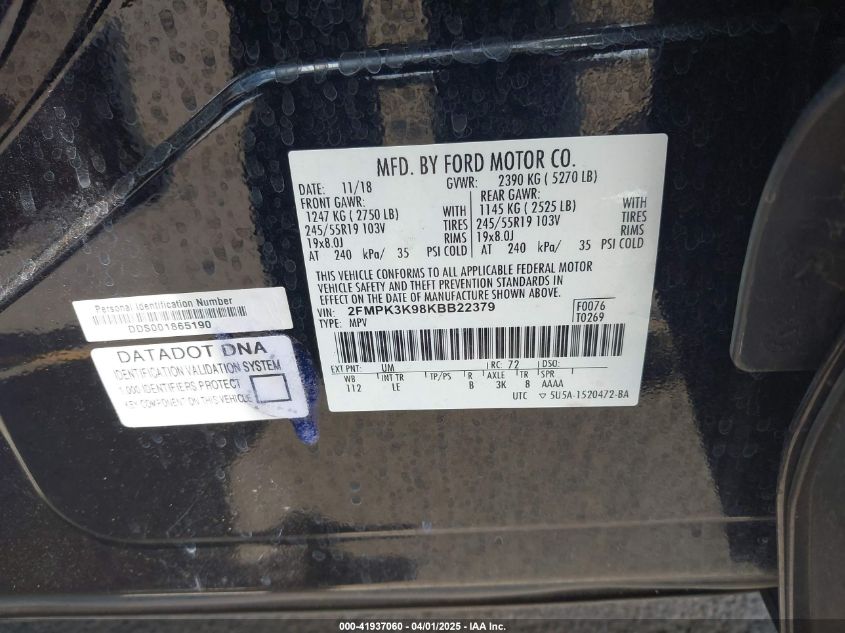 MFD. BY FORD MOTOR CO.
DATE: 11/18 GVWR: 2390 KG ( 5270 LB)
FRONT GAWR: REAR GAWR:
1247 KG ( 2750 LB) WITH 1145 KG ( 2525 LB) WITH
245/55R19 103V TIRES 245/55R19 103V TIRES
19x8.0J RIMS 19x8.0J RIMS
AT 240 kPa/ 35 PSI COLD AT 240 kPa/ 35 PSI COLD
THIS VEHICLE CONFORMS TO ALL APPLICABLE FEDERAL MOTOR
VEHICLE SAFETY AND THEFT PREVENTION STANDARDS IN
EFFECT ON THE DATE OF MANUFACTURE SHOWN ABOVE.
VIN: 2FMPK3K98KBB22379 F0076
TYPE: MPV T0269
EXT PNT: UM RC: 72 DSO:
WB INT TR TP/PS R AXLE TR SPR
112 LE B 3K 8 AAAA
UTC ▽ 5U5A-1520472-BA
Personal Identification Number
DDS001865190
DATADOT DNA
IDENTIFICATION VALIDATION SYSTEM
1,000 IDENTIFIERS PROTECT
KEY COMPONENTS ON THIS VEHICLE
000-41937060 / 04/01/2025 - IAA Inc.